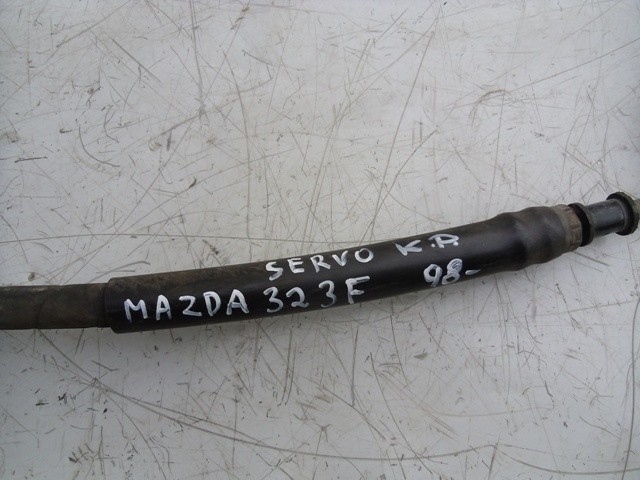 SERVO K.A
MAZDA 323F 98-